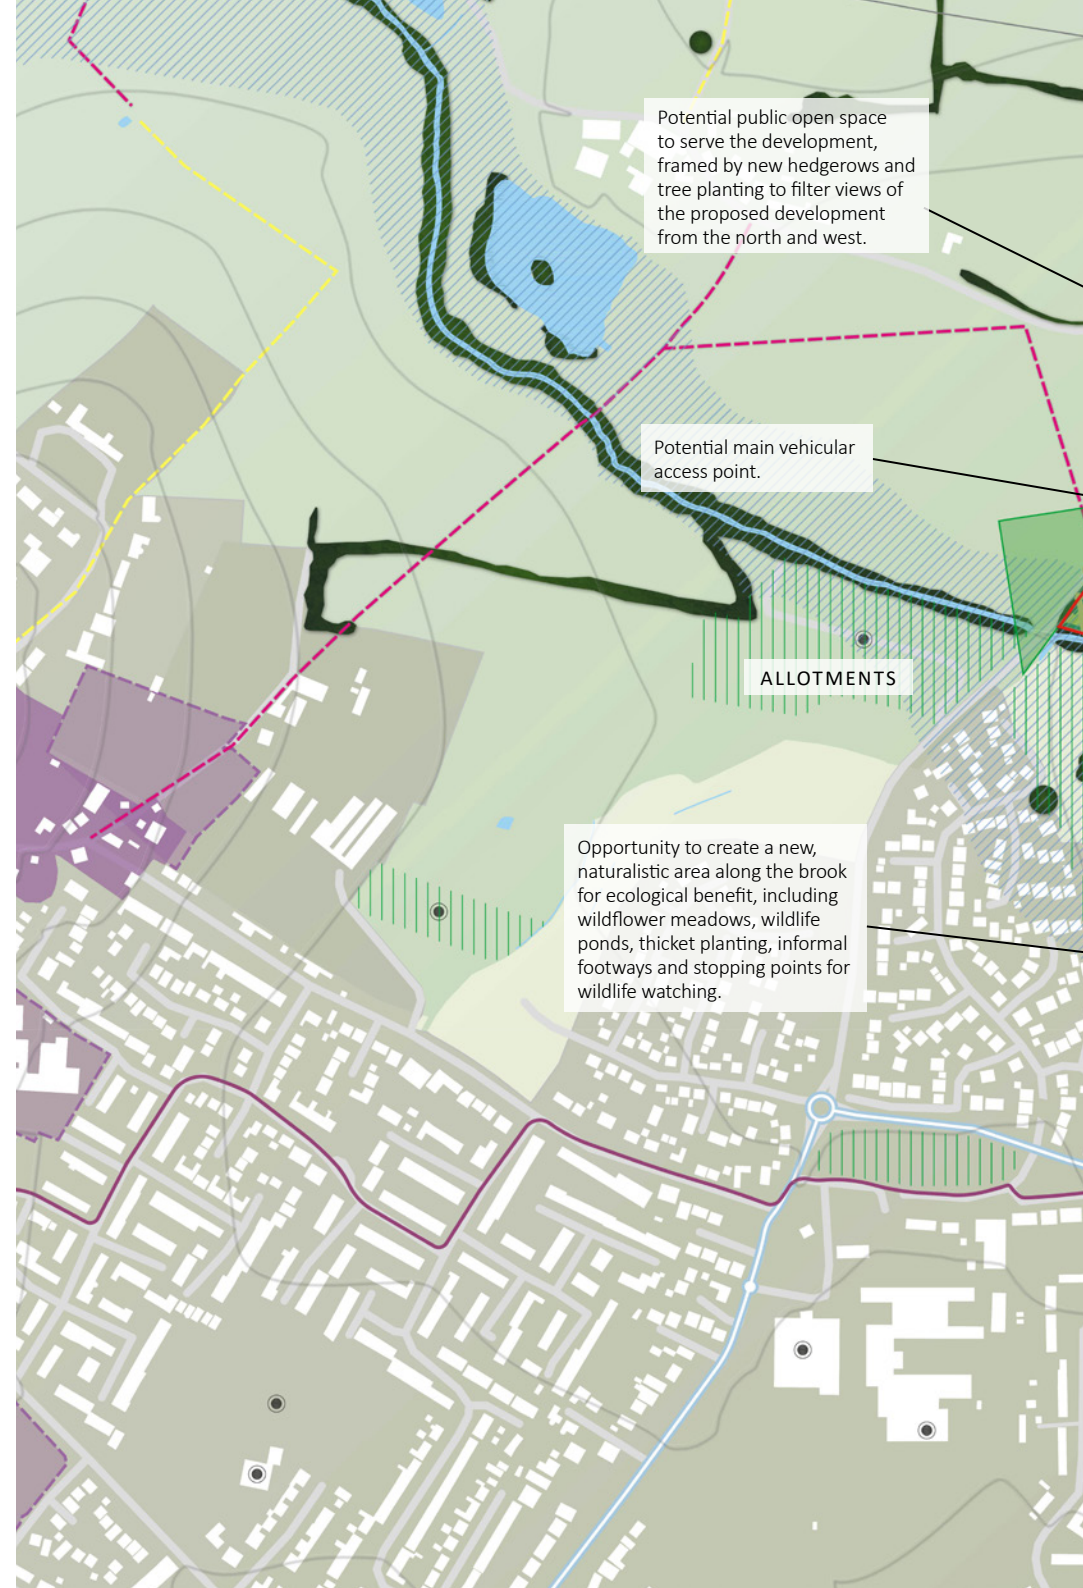 Potential public open space
to serve the development,
framed by new hedgerows and
tree planting to filter views of
the proposed development
from the north and west.
Potential main vehicular
access point.
ALLOTMENTS
Opportunity to create a new,
naturalistic area along the brook
for ecological benefit, including
wildflower meadows, wildlife
ponds, thicket planting, informal
footways and stopping points for
wildlife watching.